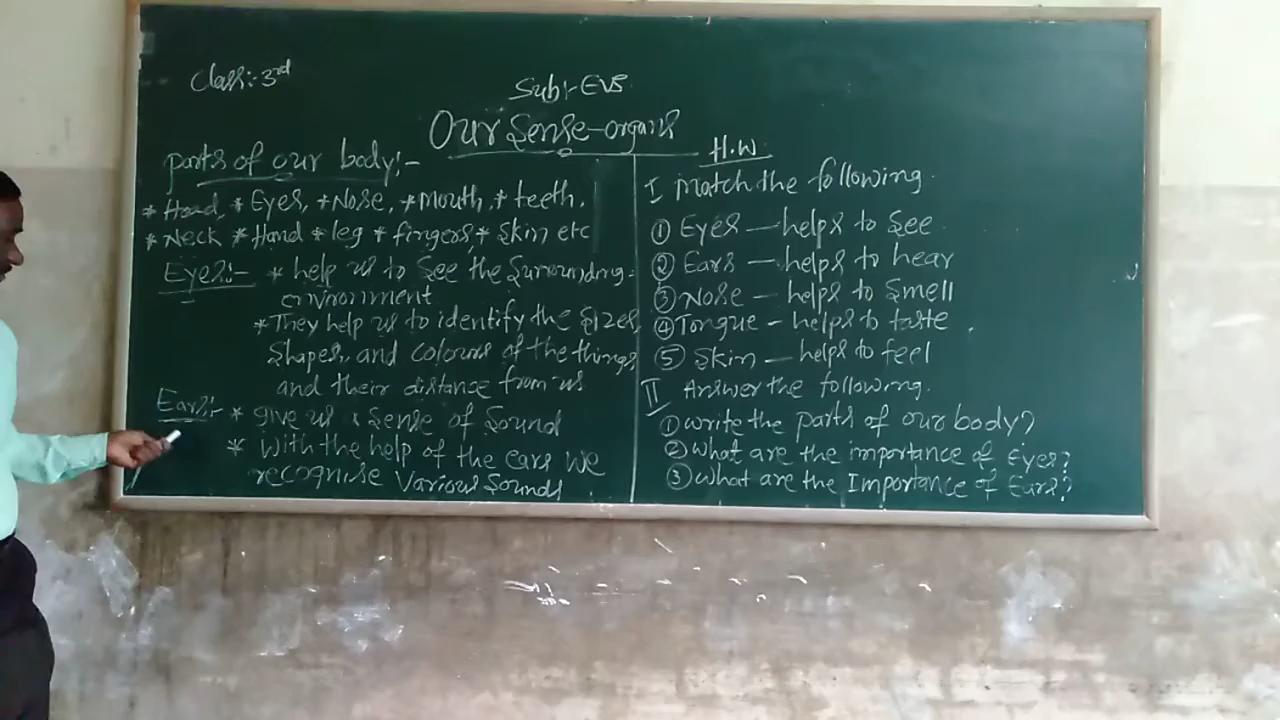 Class:- 3rd
Sub:- EVS
Our Sense-organs
parts of our body:-
* Head, * Eyes, * Nose, * Mouth, * teeth,
* Neck * Hand * leg * fingers, * Skin etc
Eyes:- * help us to See the Surrounding-
environment
* They help us to identify the Sizes,
Shapes, and colours of the things,
and their distance from us
Ears:- * give us a Sense of Sound
* With the help of the ears we
recognise Various Sounds
H.W
I Match the following.
① Eyes — helps to See
② Ears — helps to hear
③ Nose — helps to Smell
④ Tongue - helps to taste
⑤ Skin — helps to feel
II Answer the following.
① write the parts of our body?
② What are the importance of Eyes?
③ What are the Importance of Ears?